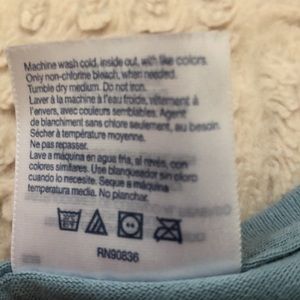 Machine wash cold, inside out, with like colors.
Only non-chlorine bleach, when needed.
Tumble dry medium. Do not iron.
Laver à la machine à l'eau froide, vêtements à
l'envers, avec couleurs semblables. Agent
de blanchiment sans chlore seulement, au besoin.
Sécher à température moyenne.
Ne pas repasser.
Lave a máquina en agua fría, al revés, con
colores similares. Use blanqueador sin cloro
cuando lo necesite. Seque a máquina
temperatura media. No planchar.
RN90836